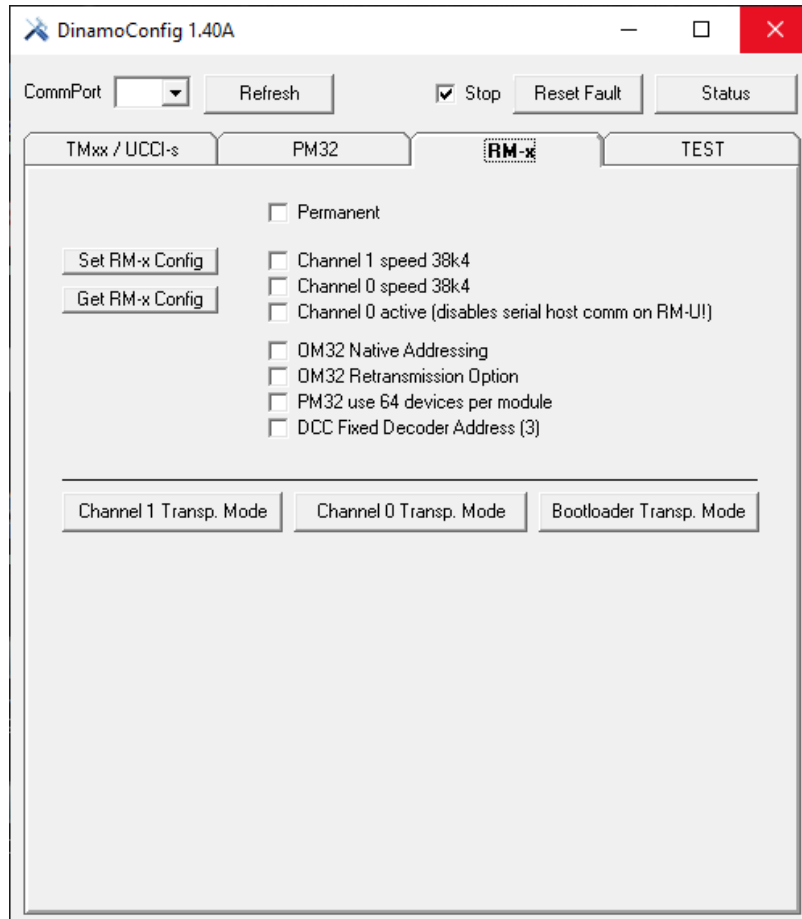 DinamoConfig 1.40A
CommPort Refresh Stop Reset Fault Status
TMxx / UCCI-s PM32 RM-x TEST
Permanent
Set RM-x Config
Get RM-x Config
Channel 1 speed 38k4
Channel 0 speed 38k4
Channel 0 active (disables serial host comm on RM-U!)
OM32 Native Addressing
OM32 Retransmission Option
PM32 use 64 devices per module
DCC Fixed Decoder Address (3)
Channel 1 Transp. Mode Channel 0 Transp. Mode Bootloader Transp. Mode